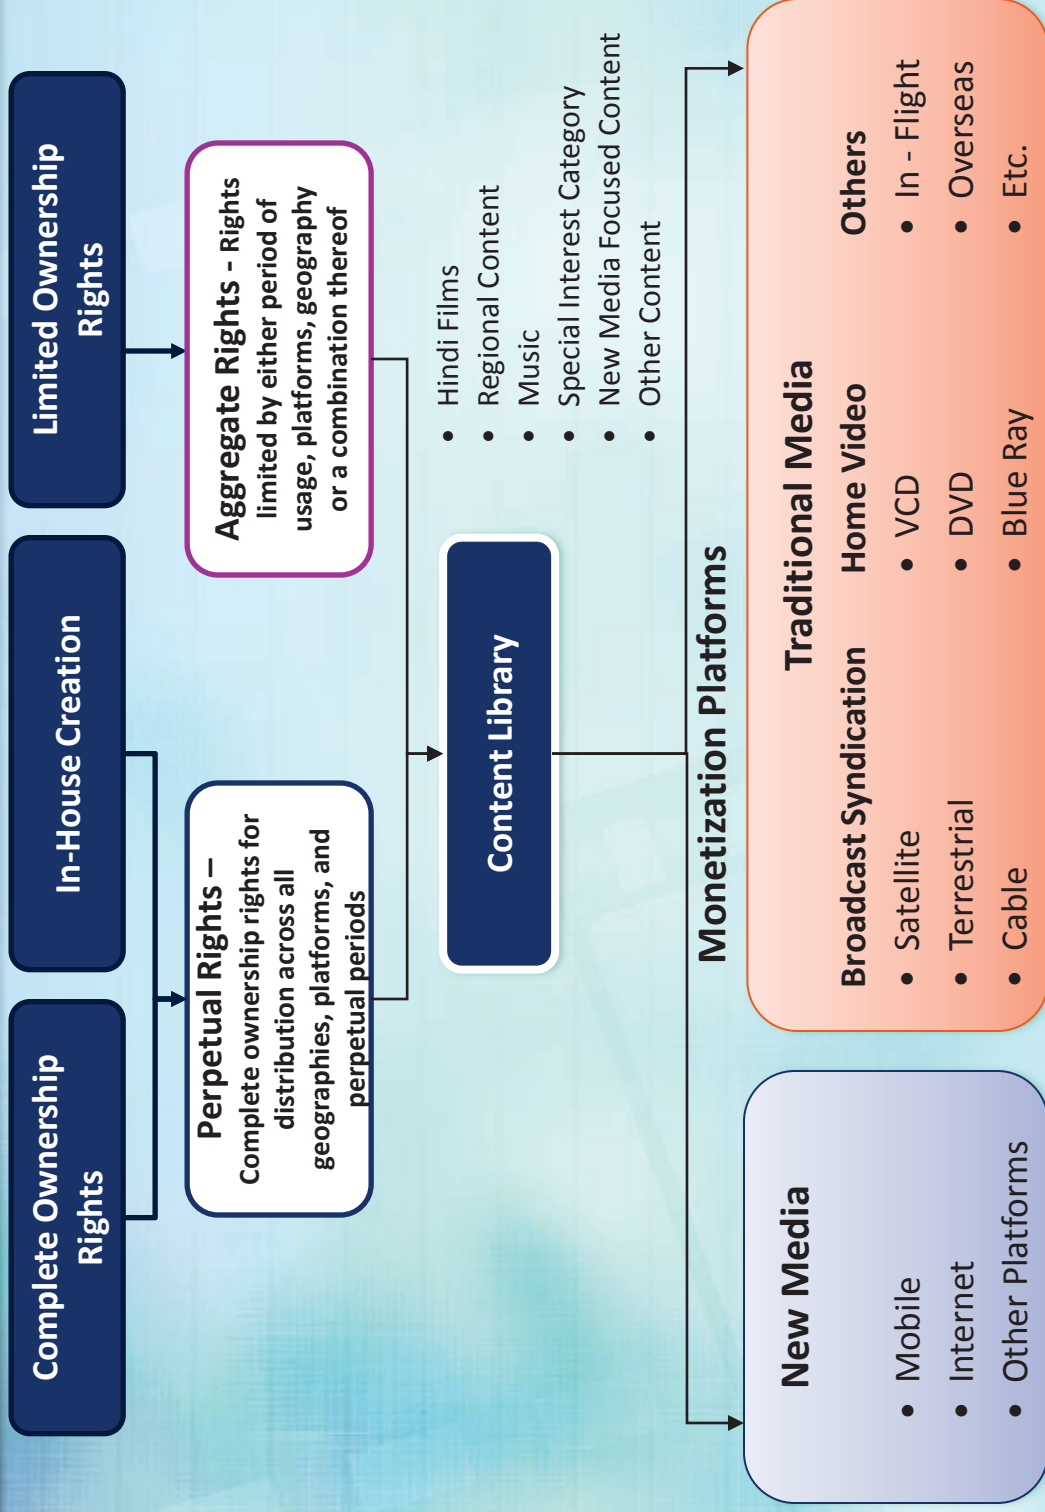 Complete Ownership
Rights
In-House Creation
Limited Ownership
Rights
Perpetual Rights –
Complete ownership rights for
distribution across all
geographies, platforms, and
perpetual periods
Aggregate Rights - Rights
limited by either period of
usage, platforms, geography
or a combination thereof
Content Library
• Hindi Films
• Regional Content
• Music
• Special Interest Category
• New Media Focused Content
• Other Content
Monetization Platforms
New Media
• Mobile
• Internet
• Other Platforms
Traditional Media
Broadcast Syndication
• Satellite
• Terrestrial
• Cable
Home Video
• VCD
• DVD
• Blue Ray
Others
• In - Flight
• Overseas
• Etc.